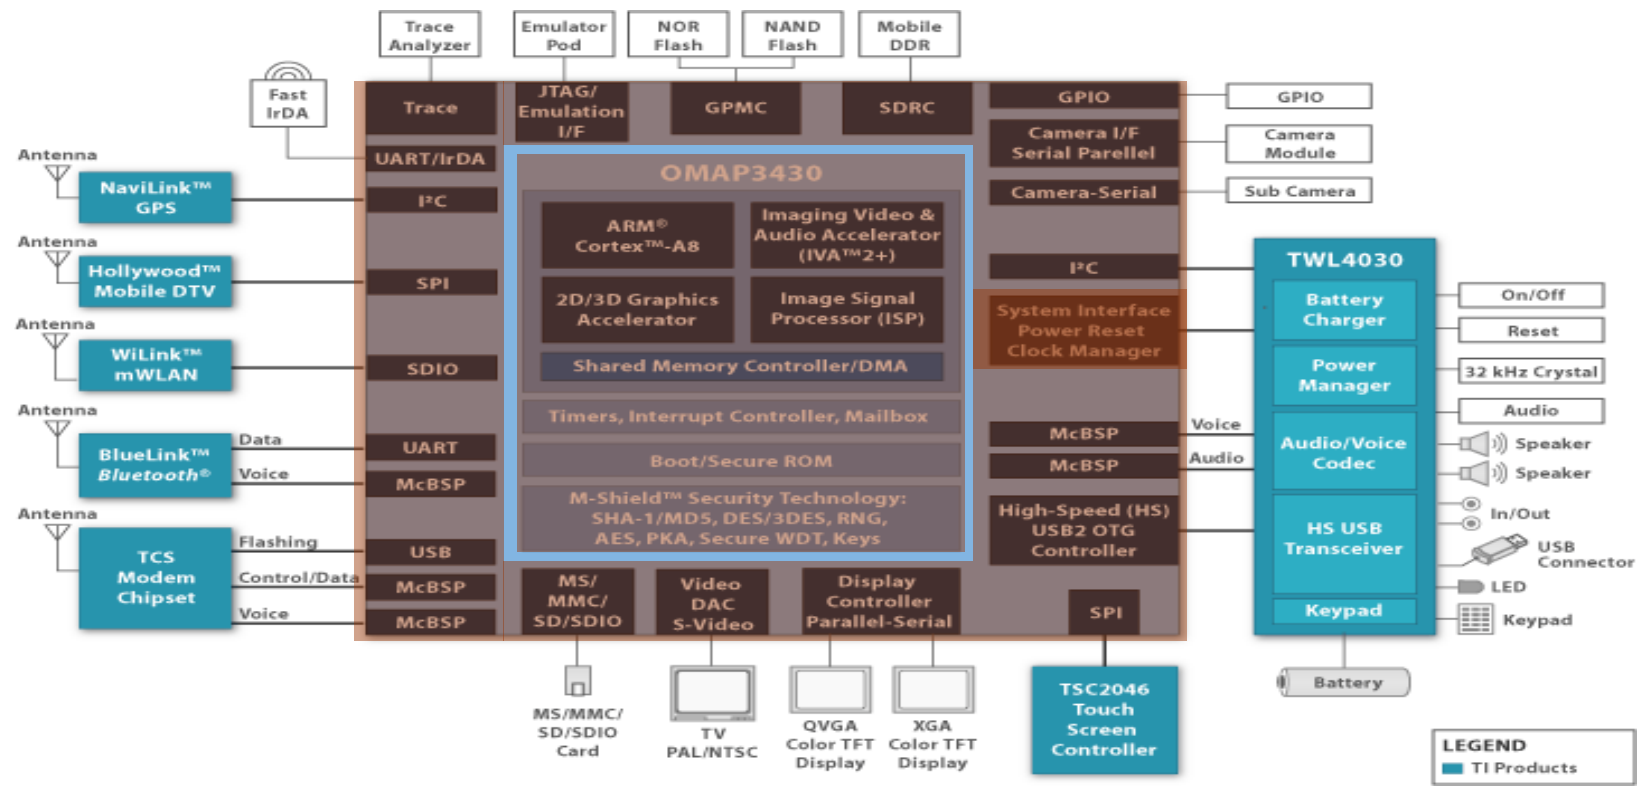 Trace
Analyzer
Emulator
Pod
NOR
Flash
NAND
Flash
Mobile
DDR
Fast
IrDA
Trace
JTAG/
Emulation
I/F
GPMC
SDRC
GPIO
GPIO
Camera I/F
Serial Parellel
Camera
Module
UART/IrDA
Camera-Serial
Sub Camera
Antenna
NaviLink™
GPS
I²C
Antenna
Hollywood™
Mobile DTV
SPI
Antenna
WiLink™
mWLAN
SDIO
Antenna
BlueLink™
Bluetooth®
Data
Voice
UART
McBSP
Antenna
TCS
Modem
Chipset
Flashing
Control/Data
Voice
USB
McBSP
McBSP
OMAP3430
ARM®
Cortex™-A8
Imaging Video &
Audio Accelerator
(IVA™2+)
2D/3D Graphics
Accelerator
Image Signal
Processor (ISP)
Shared Memory Controller/DMA
Timers, Interrupt Controller, Mailbox
Boot/Secure ROM
M-Shield™ Security Technology:
SHA-1/MD5, DES/3DES, RNG,
AES, PKA, Secure WDT, Keys
I²C
System Interface
Power Reset
Clock Manager
McBSP
McBSP
Voice
Audio
High-Speed (HS)
USB2 OTG
Controller
TWL4030
Battery
Charger
Power
Manager
Audio/Voice
Codec
HS USB
Transceiver
Keypad
On/Off
Reset
32 kHz Crystal
Audio
Speaker
Speaker
In/Out
USB
Connector
LED
Keypad
Battery
MS/
MMC/
SD/SDIO
Video
DAC
S-Video
Display
Controller
Parallel-Serial
SPI
MS/MMC/
SD/SDIO
Card
TV
PAL/NTSC
QVGA
Color TFT
Display
XGA
Color TFT
Display
TSC2046
Touch
Screen
Controller
LEGEND
TI Products